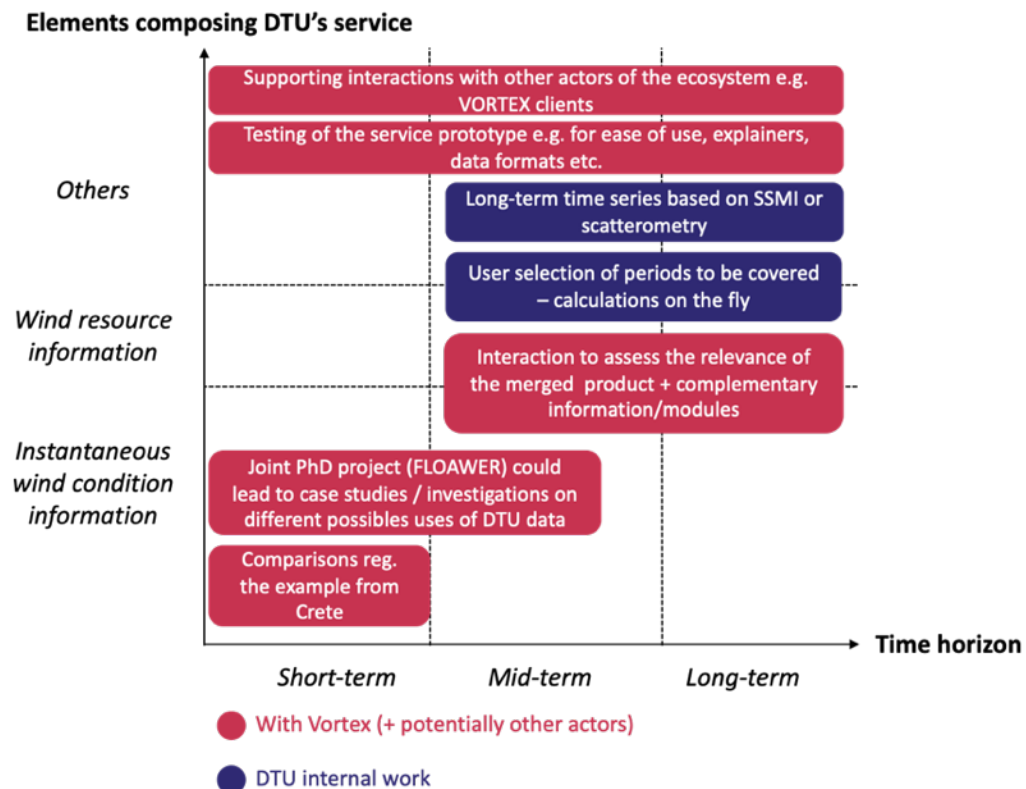 Elements composing DTU's service
Supporting interactions with other actors of the ecosystem e.g.
VORTEX clients
Testing of the service prototype e.g. for ease of use, explainers,
data formats etc.
Others
Long-term time series based on SSMI or
scatterometry
User selection of periods to be covered
– calculations on the fly
Wind resource
information
Interaction to assess the relevance of
the merged product + complementary
information/modules
Instantaneous
wind condition
information
Joint PhD project (FLOAWER) could
lead to case studies / investigations on
different possibles uses of DTU data
Comparisons reg.
the example from
Crete
Time horizon
Short-term
Mid-term
Long-term
With Vortex (+ potentially other actors)
DTU internal work